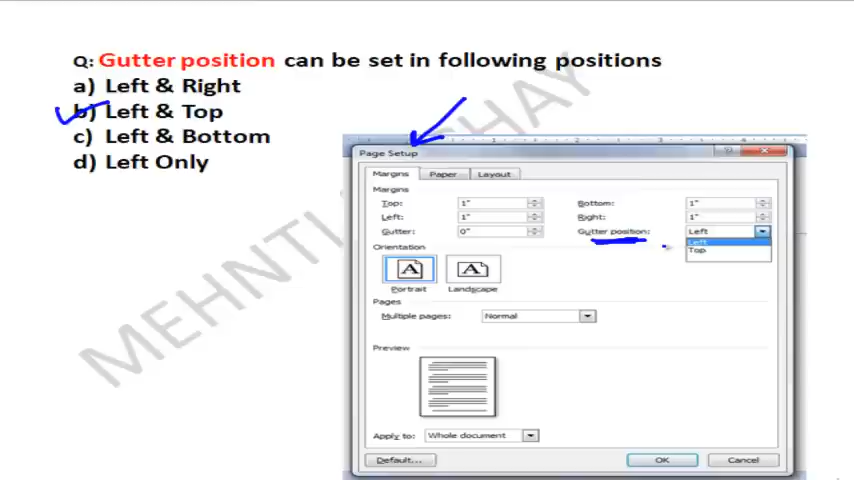 Q: Gutter position can be set in following positions
a) Left & Right
b) Left & Top
c) Left & Bottom
d) Left Only
MEHNTI
HAY
Page Setup
Margins Paper Layout
Margins
Top: 1" Bottom: 1"
Left: 1" Right: 1"
Gutter: 0" Gutter position: Left
Left
Top
Orientation
Portrait Landscape
Pages
Multiple pages: Normal
Preview
Apply to: Whole document
Default... OK Cancel